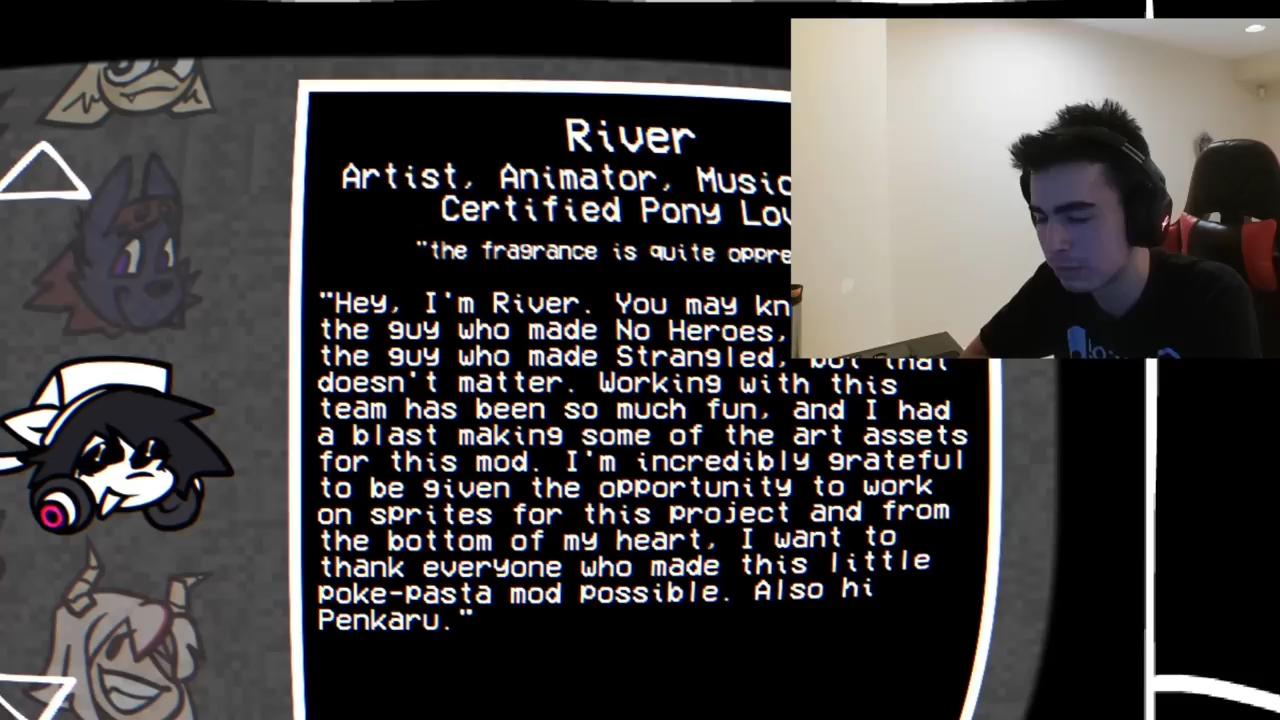 River
Artist, Animator, Music
Certified Pony
"the fragrance is quite
"Hey, I'm River. You may
the guy who made No Heroes,
the guy who made Strangled, but that
doesn't matter. Working with this
team has been so much fun, and I had
a blast making some of the art assets
for this mod. I'm incredibly grateful
to be given the opportunity to work
on sprites for this project and from
the bottom of my heart, I want to
thank everyone who made this little
poke-pasta mod possible. Also hi
Penkaru."